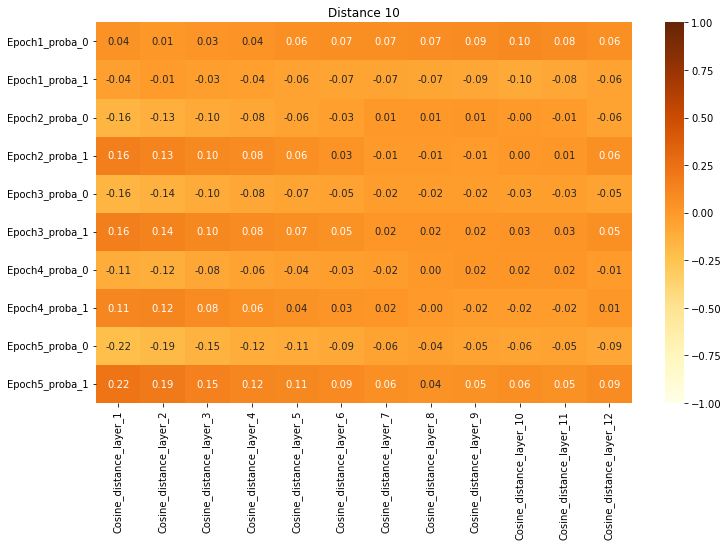 Distance 10
Epoch1_proba_0 0.04 0.01 0.03 0.04 0.06 0.07 0.07 0.07 0.09 0.10 0.08 0.06
Epoch1_proba_1 -0.04 -0.01 -0.03 -0.04 -0.06 -0.07 -0.07 -0.07 -0.09 -0.10 -0.08 -0.06
Epoch2_proba_0 -0.16 -0.13 -0.10 -0.08 -0.06 -0.03 0.01 0.01 0.01 -0.00 -0.01 -0.06
Epoch2_proba_1 0.16 0.13 0.10 0.08 0.06 0.03 -0.01 -0.01 -0.01 0.00 0.01 0.06
Epoch3_proba_0 -0.16 -0.14 -0.10 -0.08 -0.07 -0.05 -0.02 -0.02 -0.02 -0.03 -0.03 -0.05
Epoch3_proba_1 0.16 0.14 0.10 0.08 0.07 0.05 0.02 0.02 0.02 0.03 0.03 0.05
Epoch4_proba_0 -0.11 -0.12 -0.08 -0.06 -0.04 -0.03 -0.02 0.00 0.02 0.02 0.02 -0.01
Epoch4_proba_1 0.11 0.12 0.08 0.06 0.04 0.03 0.02 -0.00 -0.02 -0.02 -0.02 0.01
Epoch5_proba_0 -0.22 -0.19 -0.15 -0.12 -0.11 -0.09 -0.06 -0.04 -0.05 -0.06 -0.05 -0.09
Epoch5_proba_1 0.22 0.19 0.15 0.12 0.11 0.09 0.06 0.04 0.05 0.06 0.05 0.09
Cosine_distance_layer_1
Cosine_distance_layer_2
Cosine_distance_layer_3
Cosine_distance_layer_4
Cosine_distance_layer_5
Cosine_distance_layer_6
Cosine_distance_layer_7
Cosine_distance_layer_8
Cosine_distance_layer_9
Cosine_distance_layer_10
Cosine_distance_layer_11
Cosine_distance_layer_12
1.00
0.75
0.50
0.25
0.00
−0.25
−0.50
−0.75
−1.00